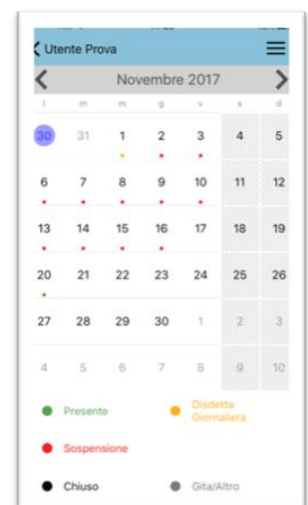 Utente Prova
Novembre 2017
l m m g v s d
30 31 1 2 3 4 5
6 7 8 9 10 11 12
13 14 15 16 17 18 19
20 21 22 23 24 25 26
27 28 29 30 1 2 3
4 5 6 7 8 9 10
Presente
Disdetta
Giornaliera
Sospensione
Chiuso
Gita/Altro